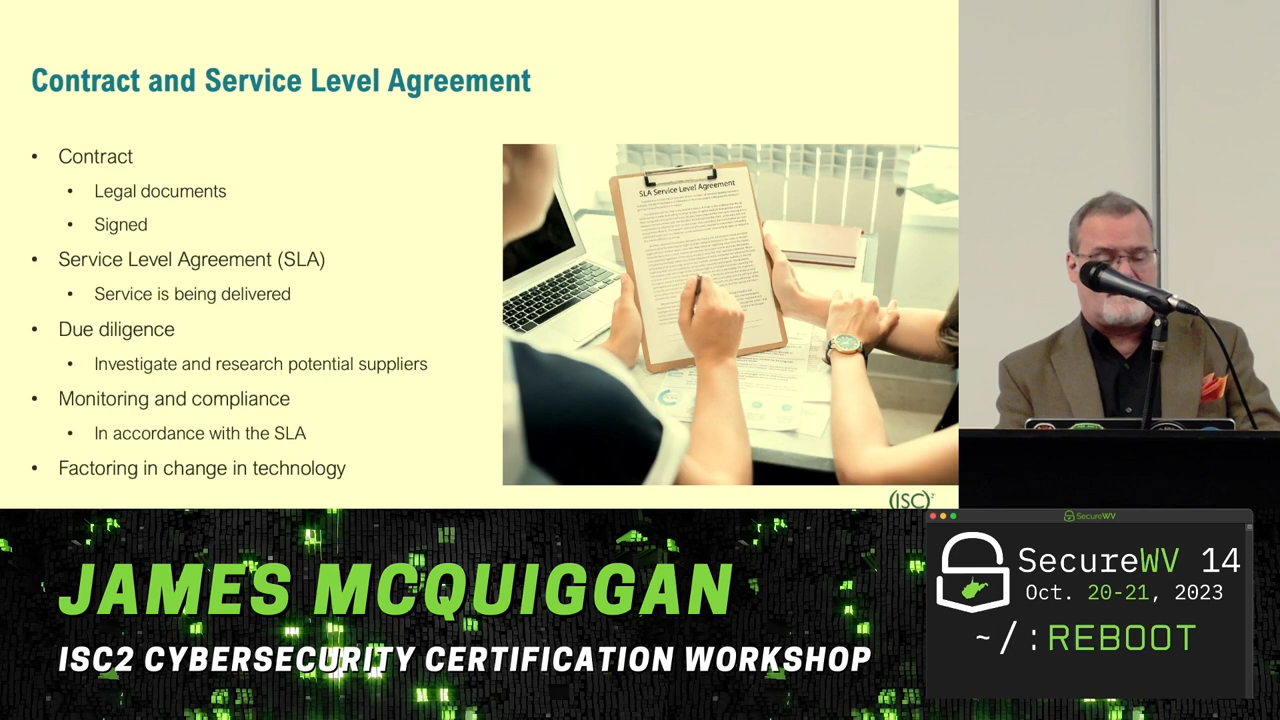 Contract and Service Level Agreement
• Contract
• Legal documents
• Signed
• Service Level Agreement (SLA)
• Service is being delivered
• Due diligence
• Investigate and research potential suppliers
• Monitoring and compliance
• In accordance with the SLA
• Factoring in change in technology
SLA Service Level Agreement
(ISC)²
JAMES MCQUIGGAN
ISC2 CYBERSECURITY CERTIFICATION WORKSHOP
SecureWV
SecureWV 14
Oct. 20-21, 2023
~/:REBOOT